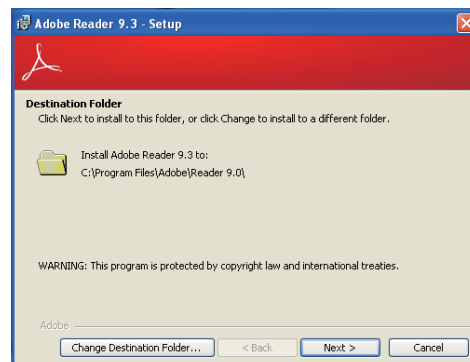 Adobe Reader 9.3 - Setup
Destination Folder
Click Next to install to this folder, or click Change to install to a different folder.
Install Adobe Reader 9.3 to:
C:\Program Files\Adobe\Reader 9.0\
WARNING: This program is protected by copyright law and international treaties.
Adobe
Change Destination Folder... < Back Next > Cancel